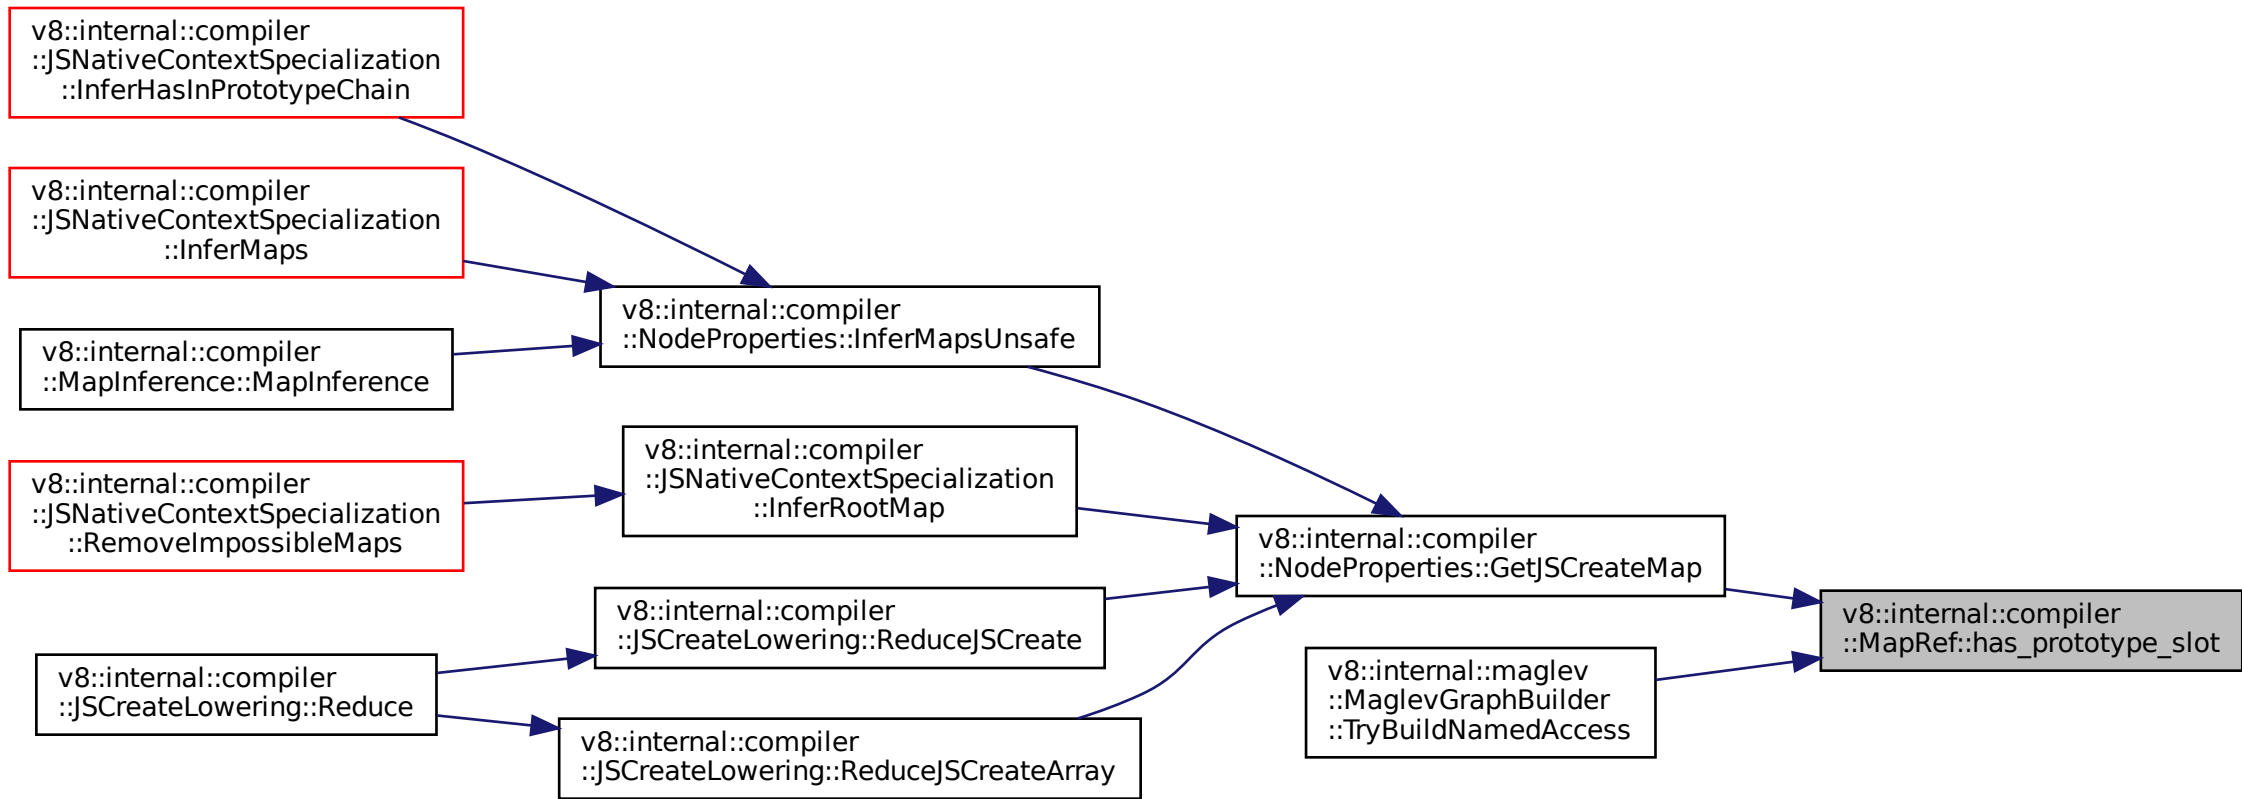 v8::internal::compiler
::JSNativeContextSpecialization
::InferHasInPrototypeChain
v8::internal::compiler
::JSNativeContextSpecialization
::InferMaps
v8::internal::compiler
::MapInference::MapInference
v8::internal::compiler
::JSNativeContextSpecialization
::RemoveImpossibleMaps
v8::internal::compiler
::JSCreateLowering::Reduce
v8::internal::compiler
::NodeProperties::InferMapsUnsafe
v8::internal::compiler
::JSNativeContextSpecialization
::InferRootMap
v8::internal::compiler
::JSCreateLowering::ReduceJSCreate
v8::internal::compiler
::JSCreateLowering::ReduceJSCreateArray
v8::internal::compiler
::NodeProperties::GetJSCreateMap
v8::internal::maglev
::MaglevGraphBuilder
::TryBuildNamedAccess
v8::internal::compiler
::MapRef::has_prototype_slot